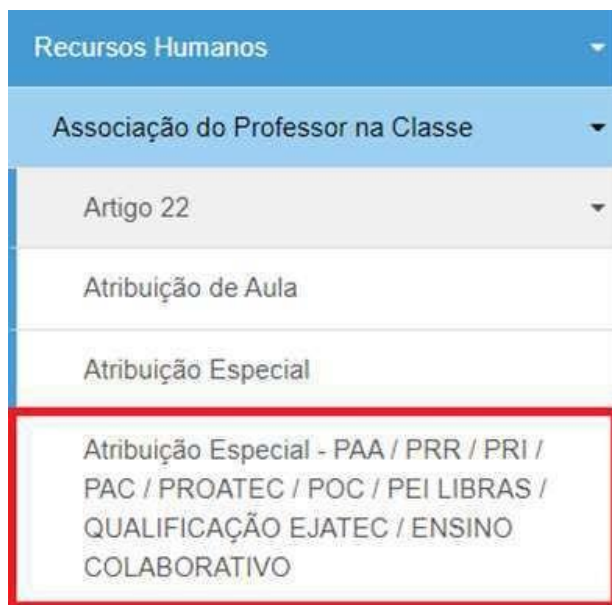 Recursos Humanos
Associação do Professor na Classe
Artigo 22
Atribuição de Aula
Atribuição Especial
Atribuição Especial - PAA / PRR / PRI /
PAC / PROATEC / POC / PEI LIBRAS /
QUALIFICAÇÃO EJATEC / ENSINO
COLABORATIVO